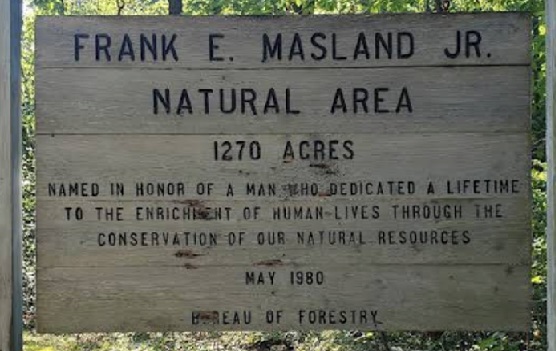 FRANK E. MASLAND JR.
NATURAL AREA
1270 ACRES
NAMED IN HONOR OF A MAN WHO DEDICATED A LIFETIME
TO THE ENRICHMENT OF HUMAN LIVES THROUGH THE
CONSERVATION OF OUR NATURAL RESOURCES
MAY 1980
BUREAU OF FORESTRY